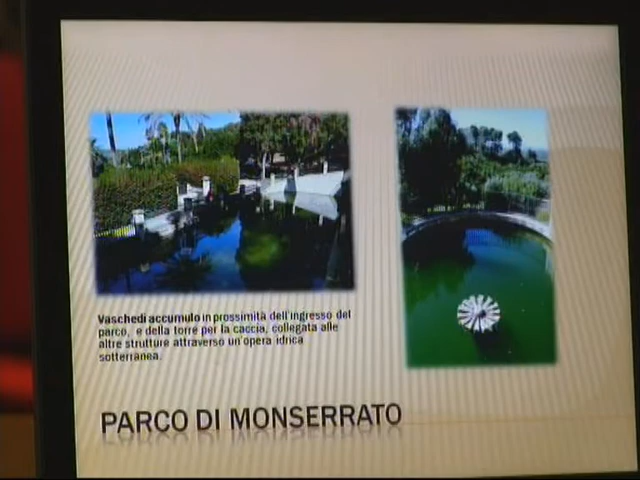 Vaschedi accumulo in prossimità dell'ingresso del
parco, e della torre per la caccia, collegata alle
altre strutture attraverso un'opera idrica
sotterranea.
PARCO DI MONSERRATO